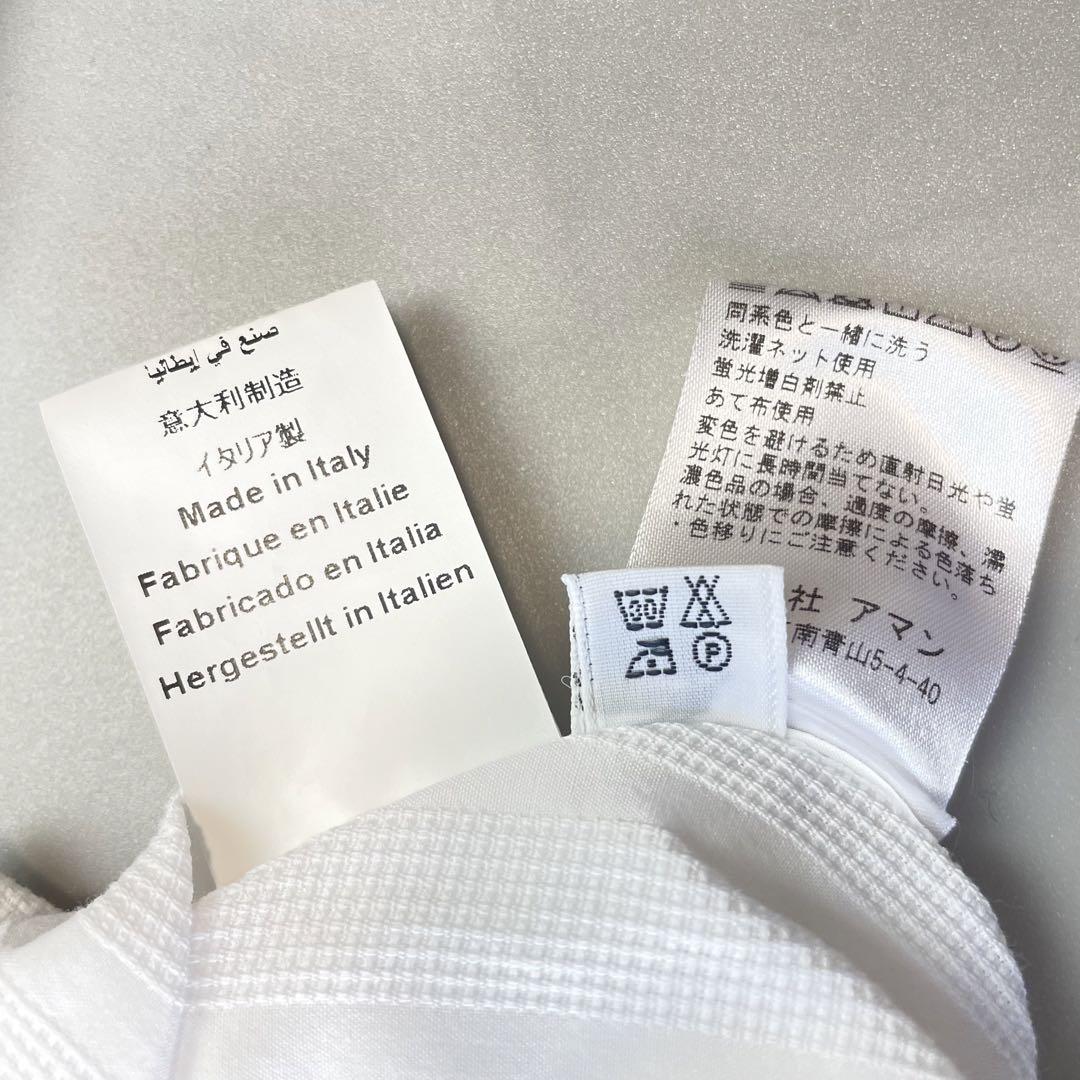 صنع في إيطاليا
意大利制造
イタリア製
Made in Italy
Fabriqué en Italie
Fabricado en Italia
Hergestellt in Italien
同系色と一緒に洗う
洗濯ネット使用
蛍光増白剤禁止
あて布使用
変色を避けるため直射日光や蛍
光灯に長時間当てない。
濃色品の場合、過度の摩擦、濡
れた状態での摩擦による色落ち
・色移りにご注意ください。
社 アマン
南青山5-4-40
30
P